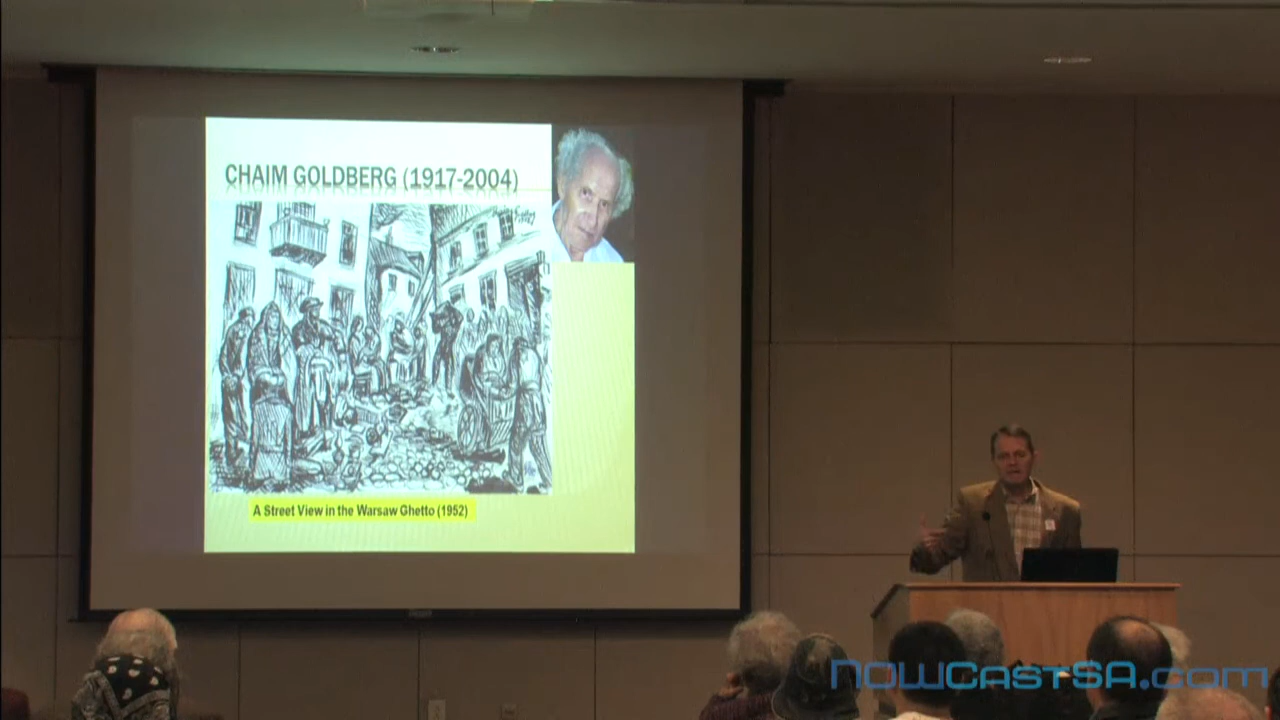 CHAIM GOLDBERG (1917-2004)
A Street View in the Warsaw Ghetto (1952)
NOWCastSA.com